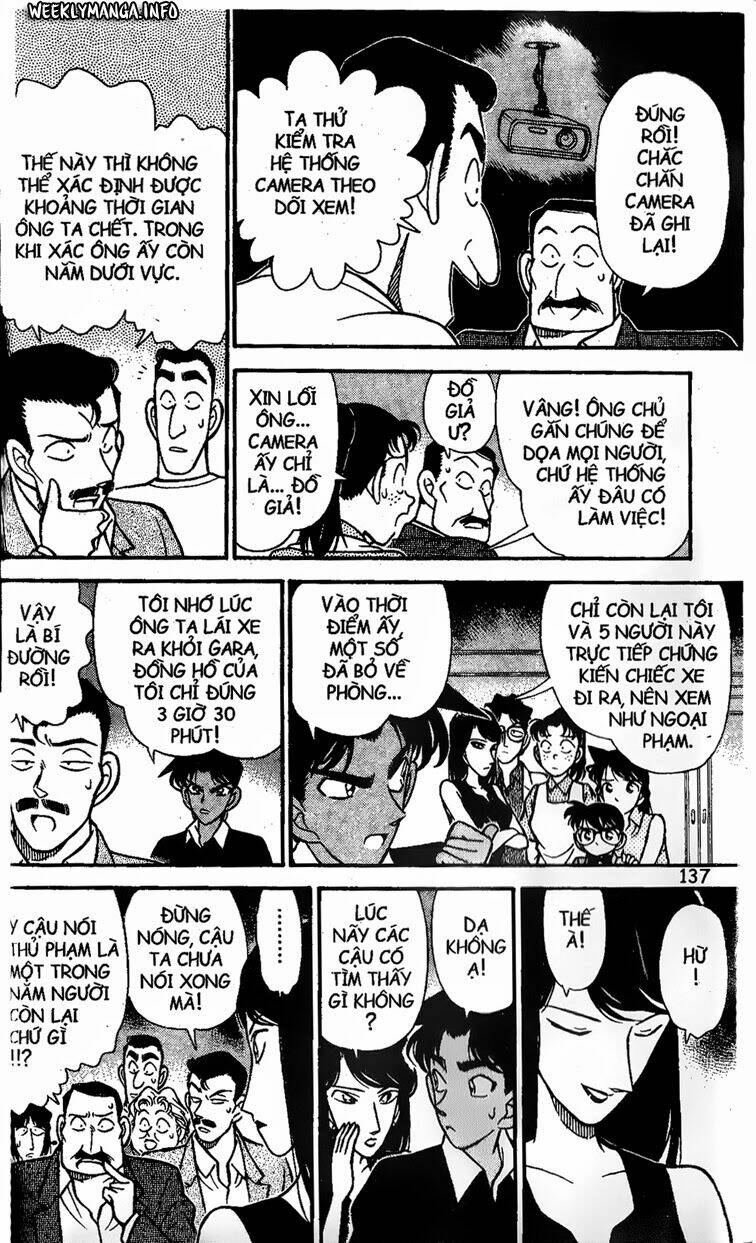 WEEKLYMANGA.INFO
THẾ NÀY THÌ KHÔNG
THỂ XÁC ĐỊNH ĐƯỢC
KHOẢNG THỜI GIAN
ÔNG TA CHẾT. TRONG
KHI XÁC ÔNG ẤY CÒN
NẰM DƯỚI VỰC.
TA THỬ
KIỂM TRA
HỆ THỐNG
CAMERA THEO
DÕI XEM!
ĐÚNG
RỒI!
CHẮC
CHẮN
CAMERA
ĐÃ GHI
LẠI!
XIN LỖI
ÔNG...
CAMERA
ẤY CHỈ
LÀ... ĐỒ
GIẢ!
ĐỒ
GIẢ
Ư?
VÂNG! ÔNG CHỦ
GẮN CHÚNG ĐỂ
DỌA MỌI NGƯỜI,
CHỨ HỆ THỐNG
ẤY ĐÂU CÓ
LÀM VIỆC!
VẬY
LÀ BÍ
ĐƯỜNG
RỒI!
TÔI NHỚ LÚC
ÔNG TA LÁI XE
RA KHỎI GARA,
ĐỒNG HỒ CỦA
TÔI CHỈ ĐÚNG
3 GIỜ 30
PHÚT!
VÀO THỜI
ĐIỂM ẤY,
MỘT SỐ
ĐÃ BỎ VỀ
PHÒNG...
CHỈ CÒN LẠI TÔI
VÀ 5 NGƯỜI NÀY
TRỰC TIẾP CHỨNG
KIẾN CHIẾC XE
ĐI RA, NÊN XEM
NHƯ NGOẠI
PHẠM.
137
Ý CẬU NÓI
THỦ PHẠM LÀ
MỘT TRONG
NĂM NGƯỜI
CÒN LẠI
CHỨ GÌ
!!?
ĐỪNG
NÓNG, CẬU
TA CHƯA
NÓI XONG
MÀ!
.........
LÚC
NÃY CÁC
CẬU CÓ
TÌM THẤY
GÌ KHÔNG
?
DẠ
KHÔNG
Ạ!
THẾ
À!
HỪ
!